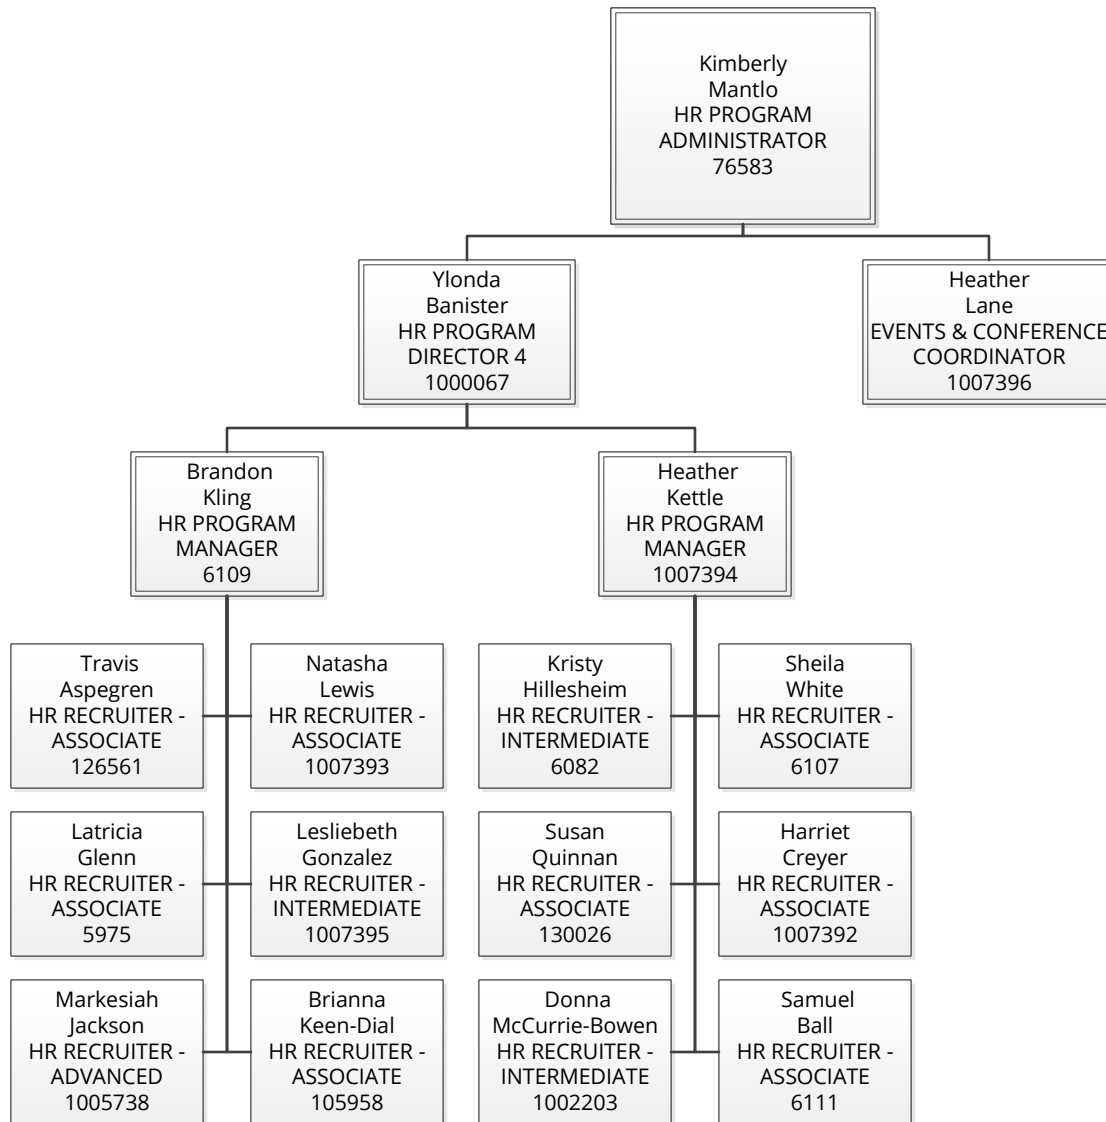 Kimberly
Mantlo
HR PROGRAM
ADMINISTRATOR
76583
Ylonda
Banister
HR PROGRAM
DIRECTOR 4
1000067
Heather
Lane
EVENTS & CONFERENCE
COORDINATOR
1007396
Brandon
Kling
HR PROGRAM
MANAGER
6109
Heather
Kettle
HR PROGRAM
MANAGER
1007394
Travis
Aspegren
HR RECRUITER -
ASSOCIATE
126561
Natasha
Lewis
HR RECRUITER -
ASSOCIATE
1007393
Kristy
Hillesheim
HR RECRUITER -
INTERMEDIATE
6082
Sheila
White
HR RECRUITER -
ASSOCIATE
6107
Latricia
Glenn
HR RECRUITER -
ASSOCIATE
5975
Lesliebeth
Gonzalez
HR RECRUITER -
INTERMEDIATE
1007395
Susan
Quinnan
HR RECRUITER -
ASSOCIATE
130026
Harriet
Creyer
HR RECRUITER -
ASSOCIATE
1007392
Markesiah
Jackson
HR RECRUITER -
ADVANCED
1005738
Brianna
Keen-Dial
HR RECRUITER -
ASSOCIATE
105958
Donna
McCurrie-Bowen
HR RECRUITER -
INTERMEDIATE
1002203
Samuel
Ball
HR RECRUITER -
ASSOCIATE
6111